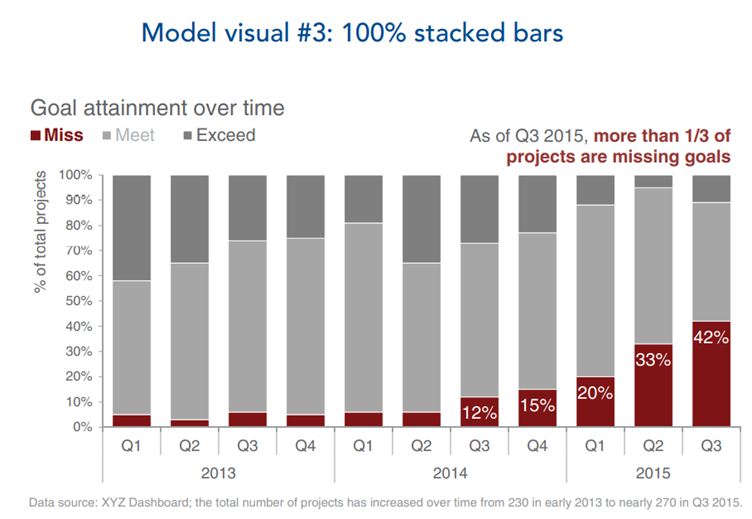 Model visual #3: 100% stacked bars
Goal attainment over time
Miss Meet Exceed
As of Q3 2015, more than 1/3 of
projects are missing goals
% of total projects
100%
90%
80%
70%
60%
50%
40%
30%
20%
10%
0%
12% 15% 20% 33% 42%
Q1 Q2 Q3 Q4 Q1 Q2 Q3 Q4 Q1 Q2 Q3
2013 2014 2015
Data source: XYZ Dashboard; the total number of projects has increased over time from 230 in early 2013 to nearly 270 in Q3 2015.